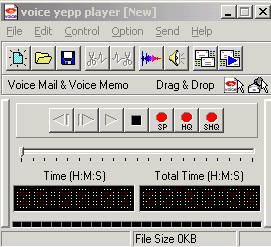 voice yepp player [New]
File Edit Control Option Send Help
Voice Mail & Voice Memo Drag & Drop
SP HQ SHQ
Time (H:M:S) Total Time (H:M:S)
File Size 0KB